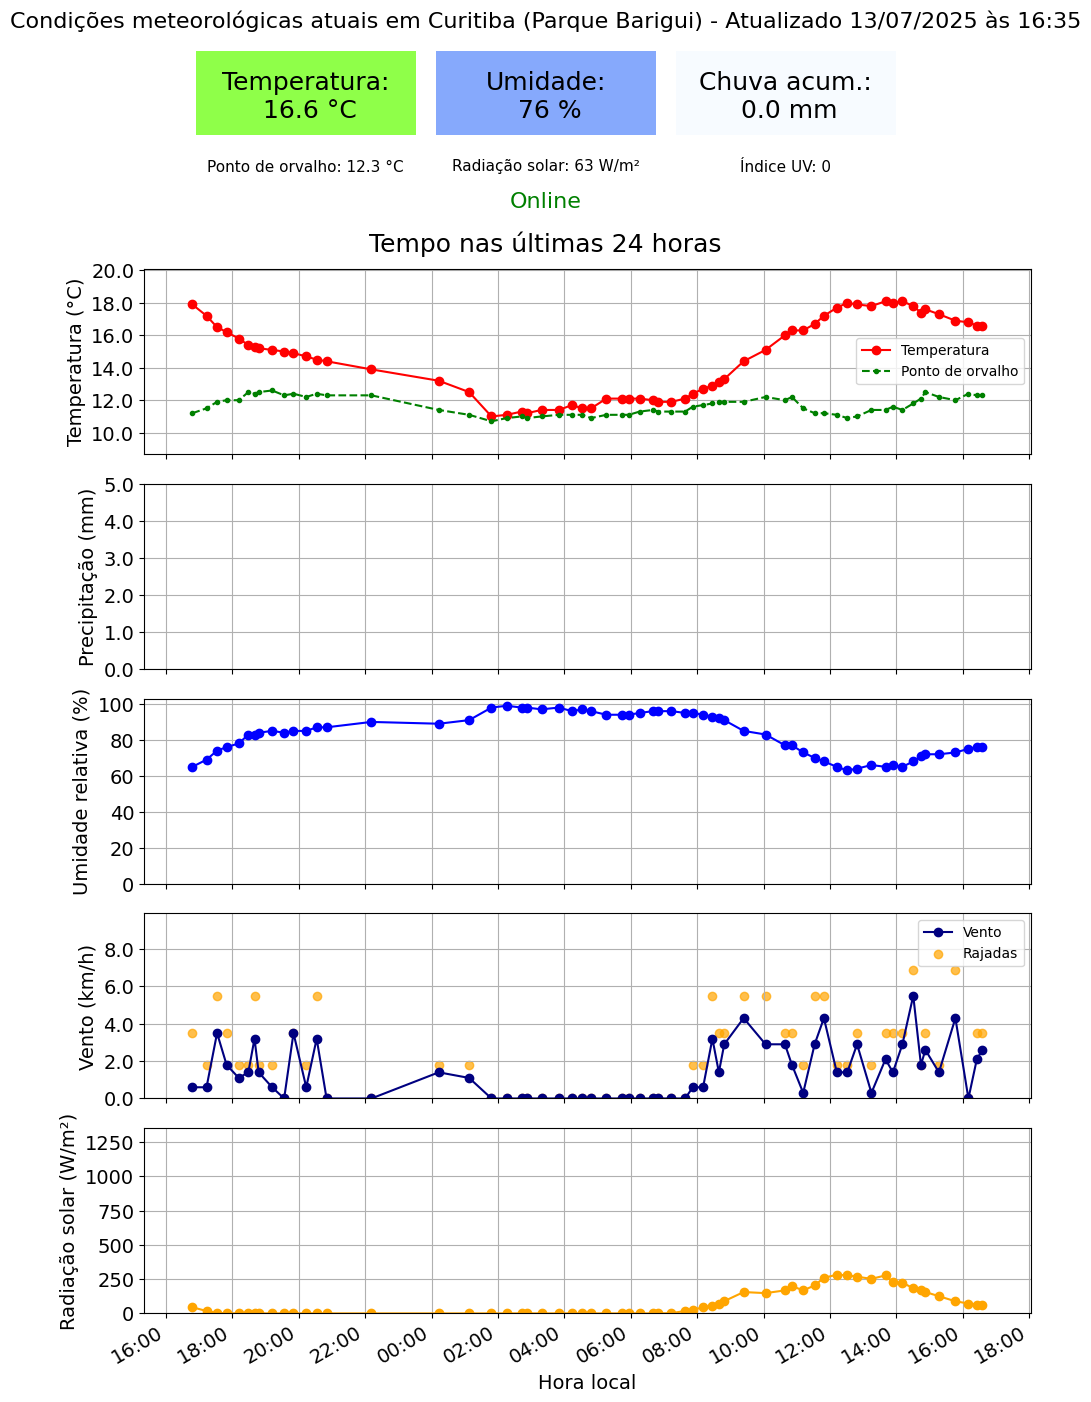 Condições meteorológicas atuais em Curitiba (Parque Barigui) - Atualizado 13/07/2025 às 16:35
Temperatura:
16.6 °C
Umidade:
76 %
Chuva acum.:
0.0 mm
Ponto de orvalho: 12.3 °C
Radiação solar: 63 W/m²
Índice UV: 0
Online
Tempo nas últimas 24 horas
Temperatura (°C)
20.0
18.0
16.0
14.0
12.0
10.0
Temperatura
Ponto de orvalho
Precipitação (mm)
5.0
4.0
3.0
2.0
1.0
0.0
Umidade relativa (%)
100
80
60
40
20
0
Vento (km/h)
8.0
6.0
4.0
2.0
0.0
Vento
Rajadas
Radiação solar (W/m²)
1250
1000
750
500
250
0
16:00
18:00
20:00
22:00
00:00
02:00
04:00
06:00
08:00
10:00
12:00
14:00
16:00
18:00
Hora local